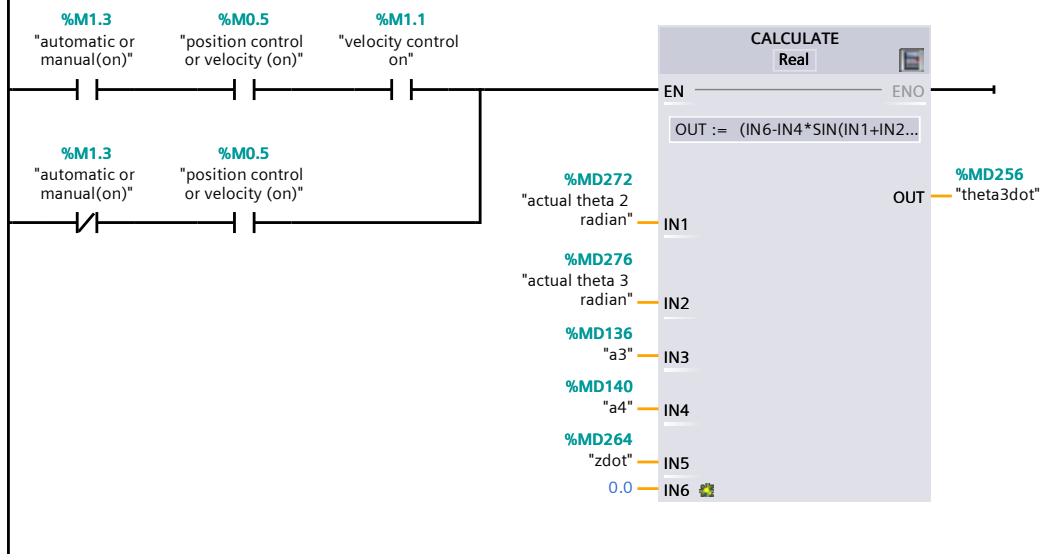 %M1.3
"automatic or
manual(on)"
%M0.5
"position control
or velocity (on)"
%M1.1
"velocity control
on"
%M1.3
"automatic or
manual(on)"
%M0.5
"position control
or velocity (on)"
CALCULATE
Real
EN
ENO
OUT := (IN6-IN4*SIN(IN1+IN2...
%MD272
"actual theta 2
radian"
IN1
%MD256
OUT
"theta3dot"
%MD276
"actual theta 3
radian"
IN2
%MD136
"a3"
IN3
%MD140
"a4"
IN4
%MD264
"zdot"
IN5
0.0
IN6